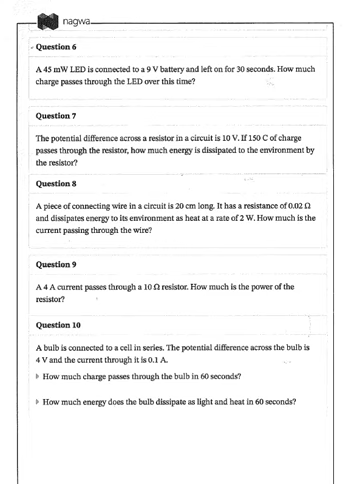 nagwa
Question 6
A 45 mW LED is connected to a 9 V battery and left on for 30 seconds. How much
charge passes through the LED over this time?
Question 7
The potential difference across a resistor in a circuit is 10 V. If 150 C of charge
passes through the resistor, how much energy is dissipated to the environment by
the resistor?
Question 8
A piece of connecting wire in a circuit is 20 cm long. It has a resistance of 0.02 Ω
and dissipates energy to its environment as heat at a rate of 2 W. How much is the
current passing through the wire?
Question 9
A 4 A current passes through a 10 Ω resistor. How much is the power of the
resistor?
Question 10
A bulb is connected to a cell in series. The potential difference across the bulb is
4 V and the current through it is 0.1 A.
How much charge passes through the bulb in 60 seconds?
How much energy does the bulb dissipate as light and heat in 60 seconds?